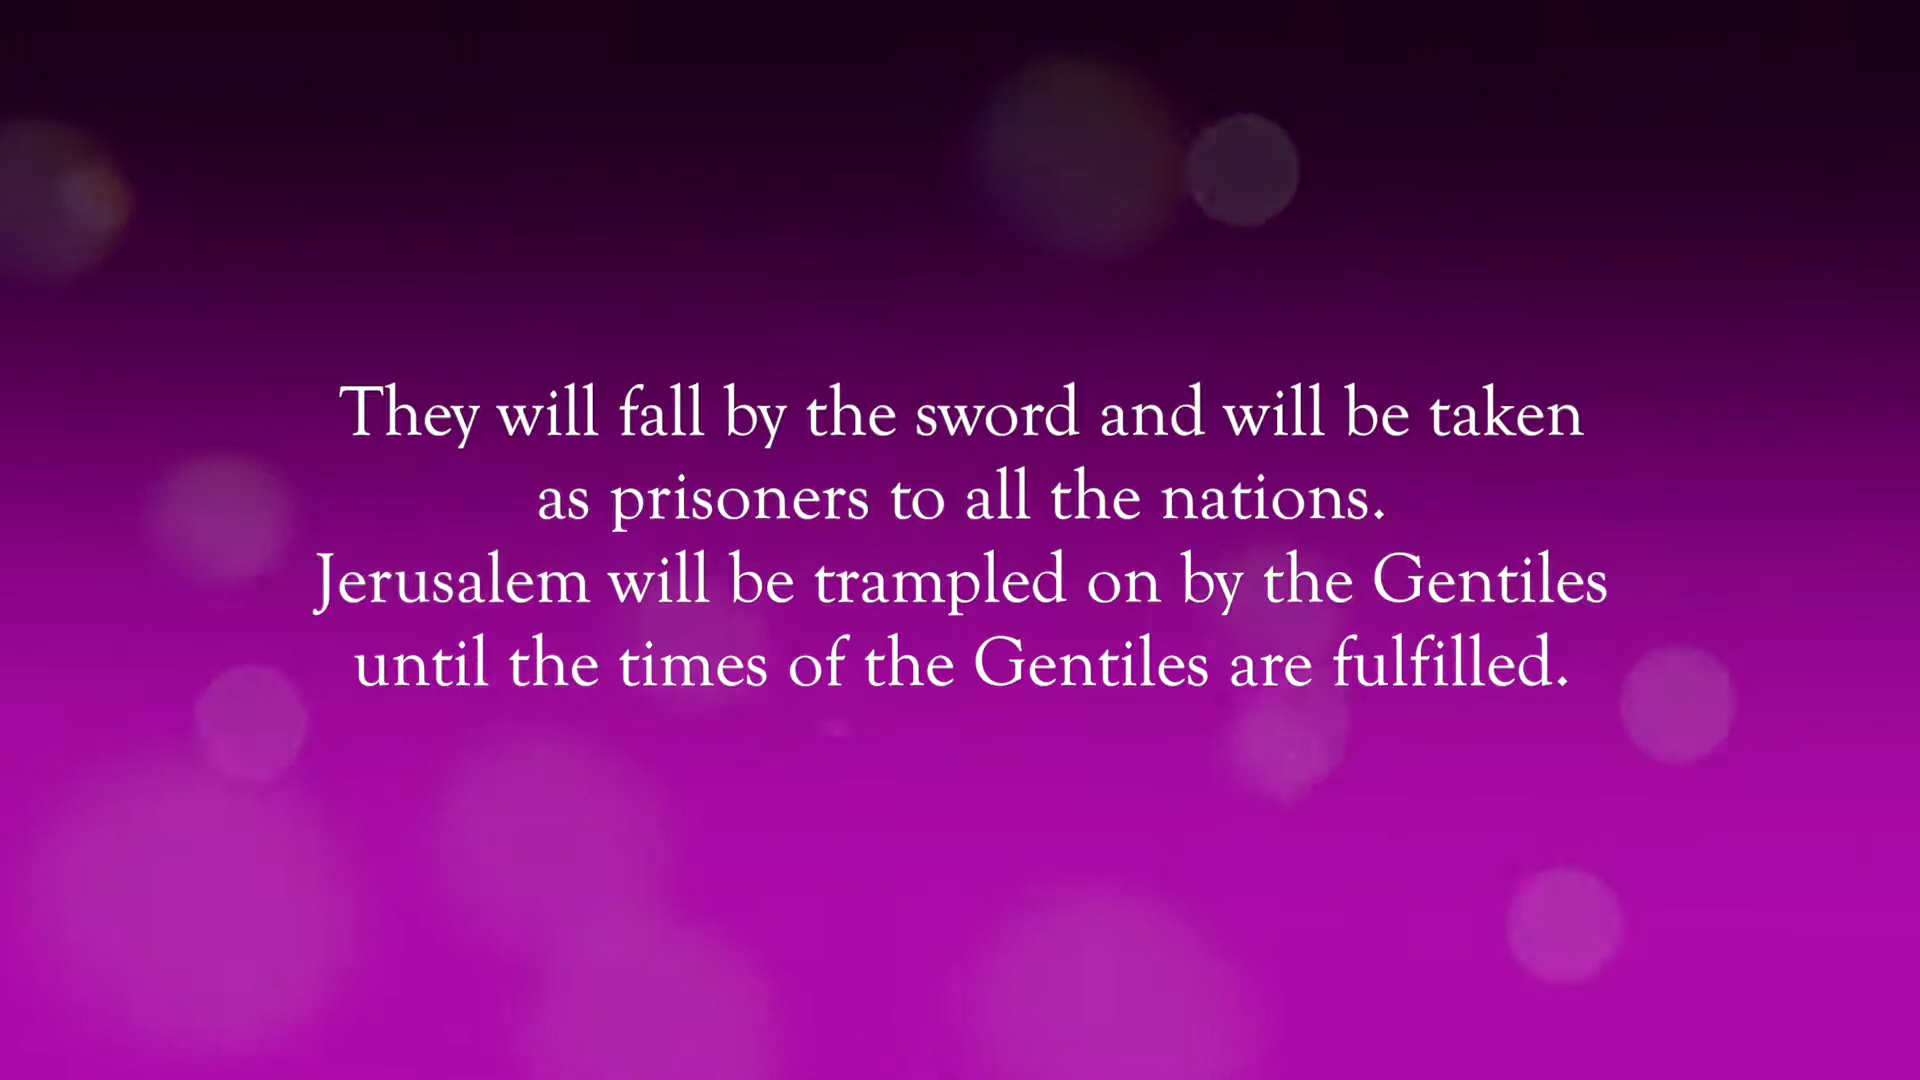 They will fall by the sword and will be taken
as prisoners to all the nations.
Jerusalem will be trampled on by the Gentiles
until the times of the Gentiles are fulfilled.